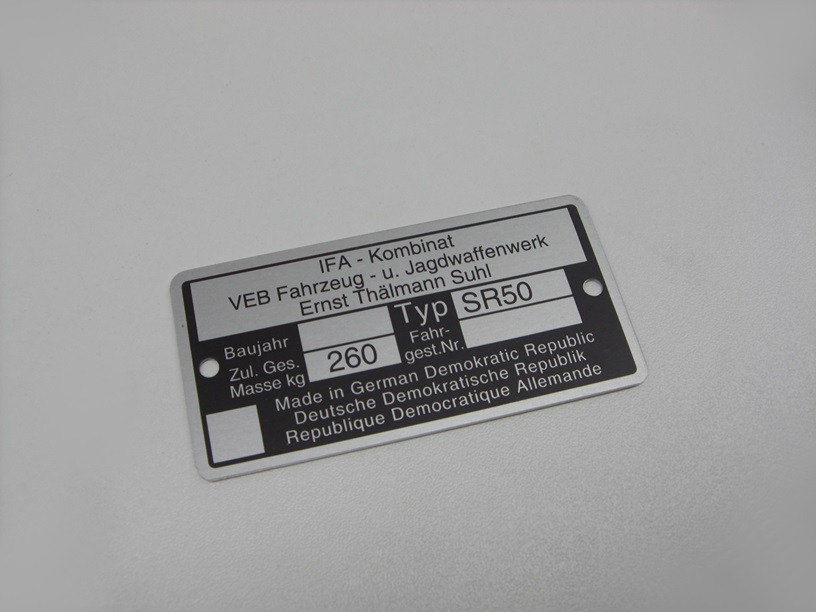 IFA - Kombinat
VEB Fahrzeug - u. Jagdwaffenwerk
Ernst Thälmann Suhl
Baujahr
Typ SR50
Zul. Ges.
Masse kg 260
Fahr-
gest.Nr.
Made in German Demokratic Republic
Deutsche Demokratische Republik
Republique Democratique Allemande